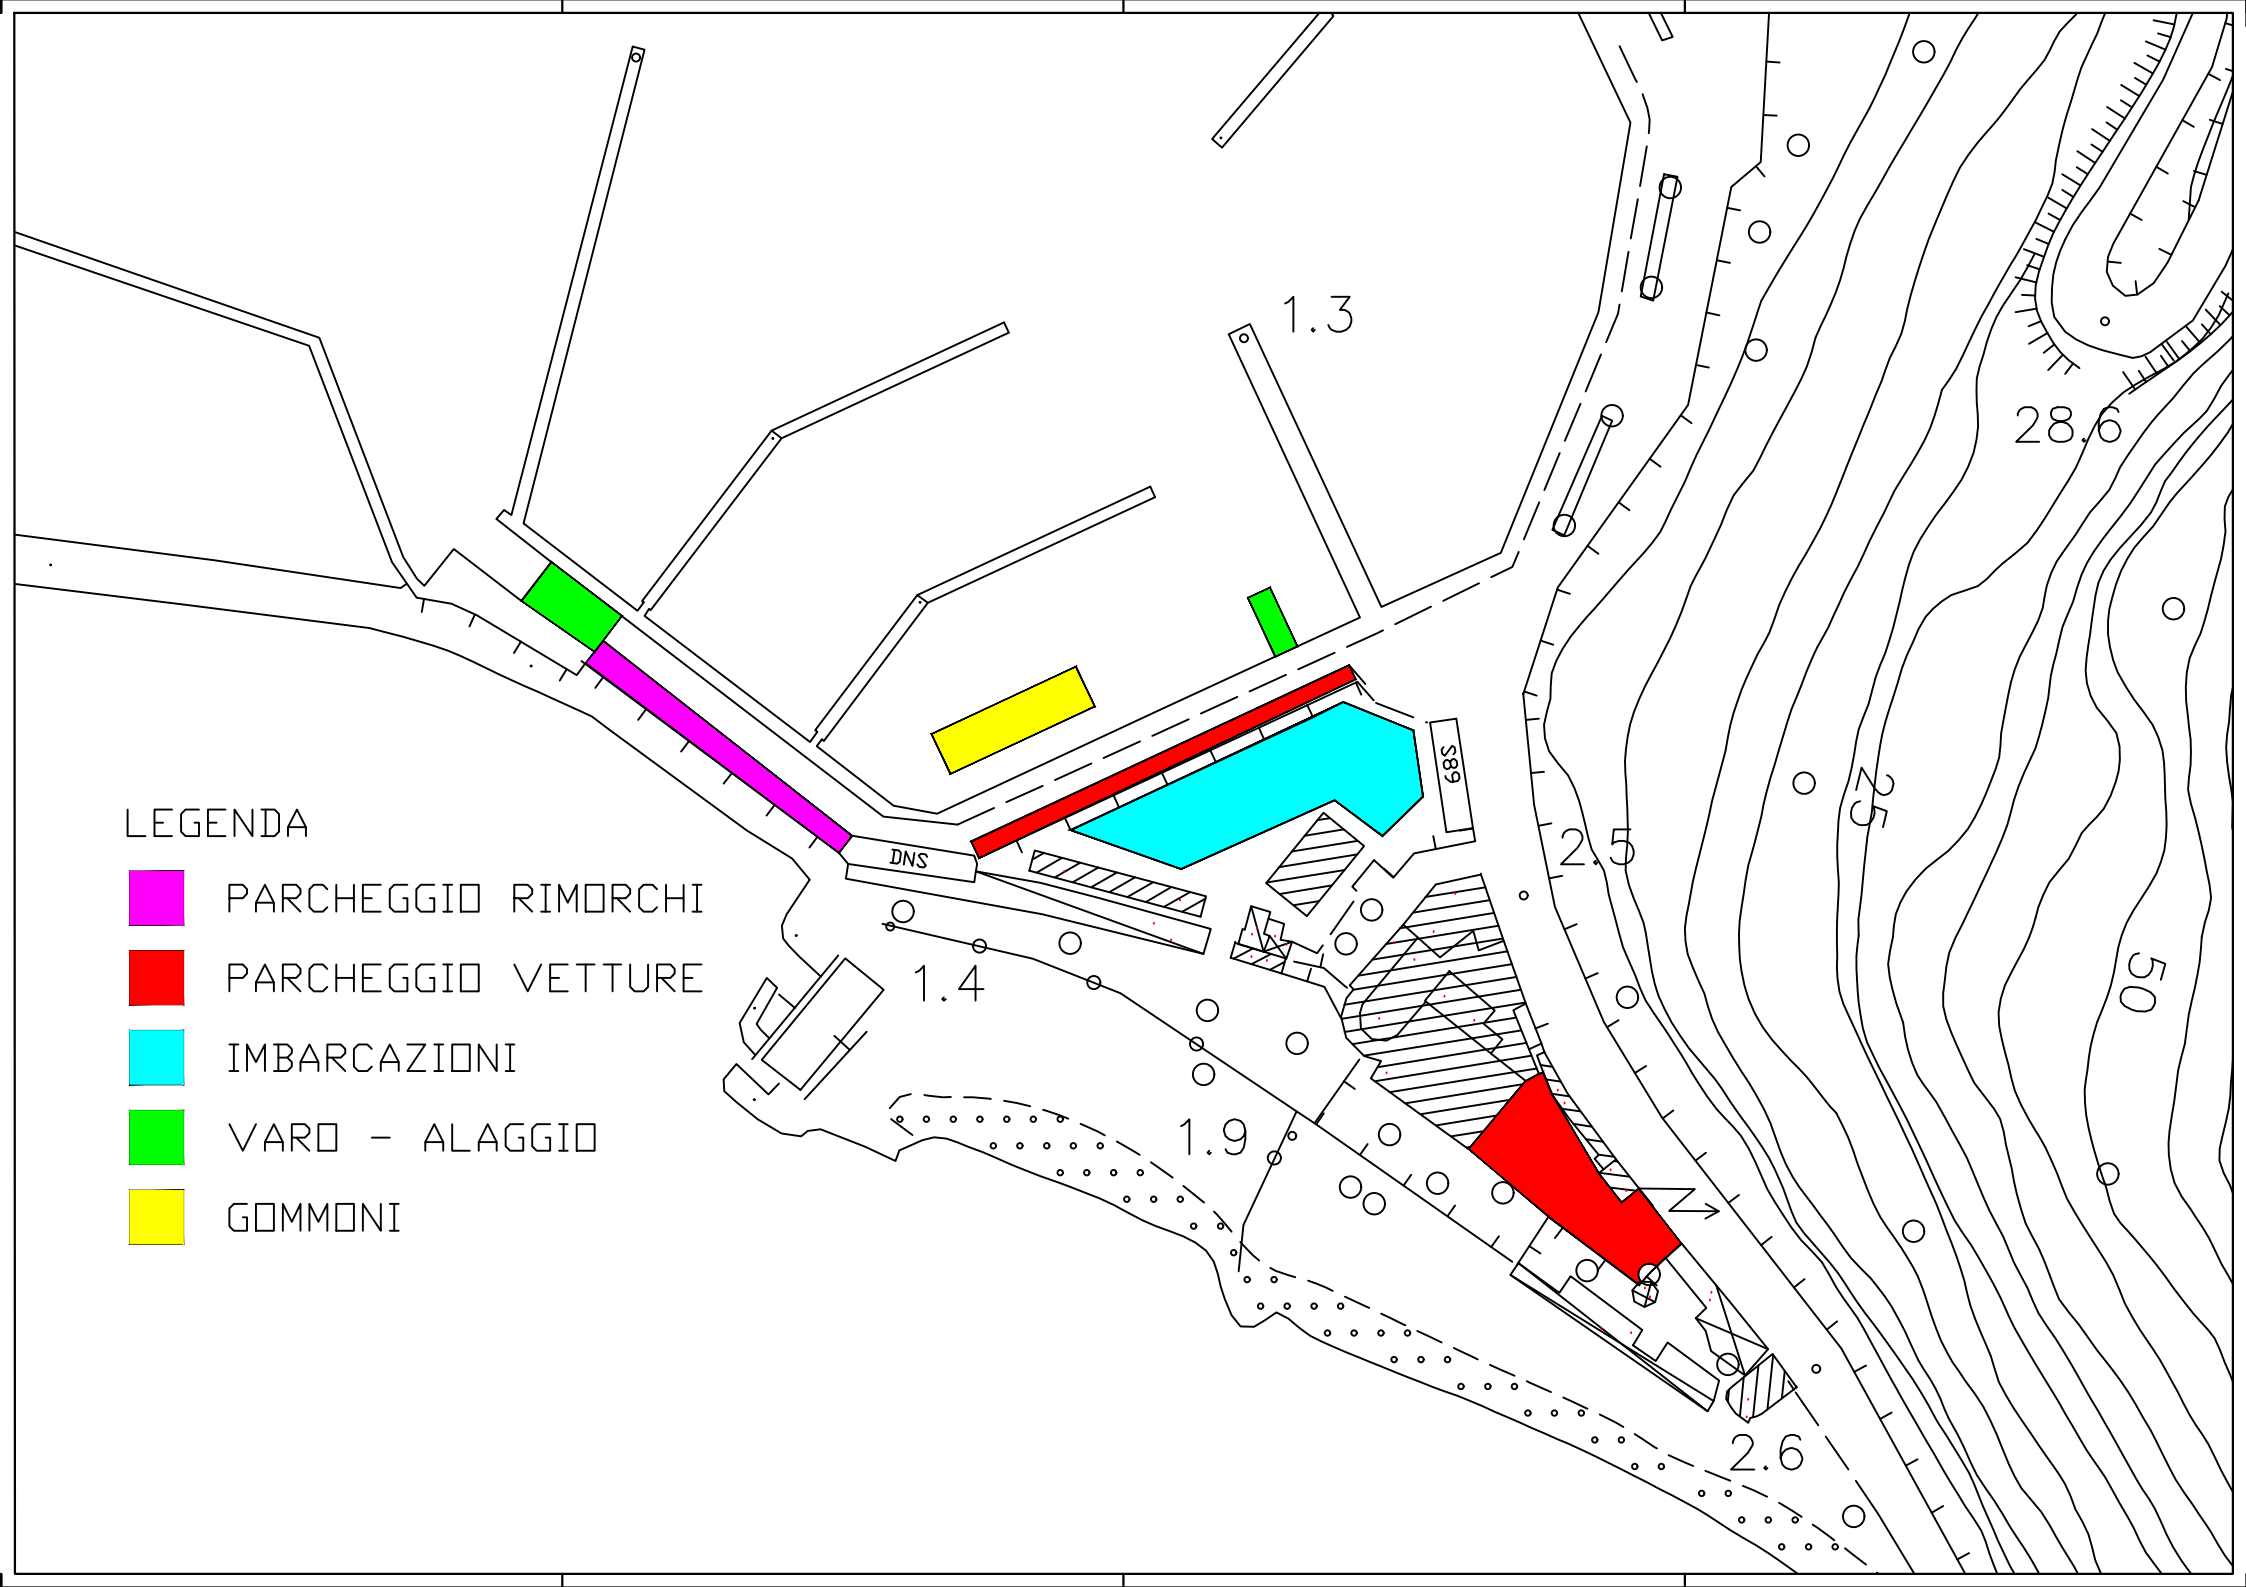 1.3
28.6
S89
25
LEGENDA
2.5
DNS
PARCHEGGIO RIMORCHI
PARCHEGGIO VETTURE
1.4
50
IMBARCAZIONI
VARO - ALAGGIO
1.9
GOMMONI
2.6